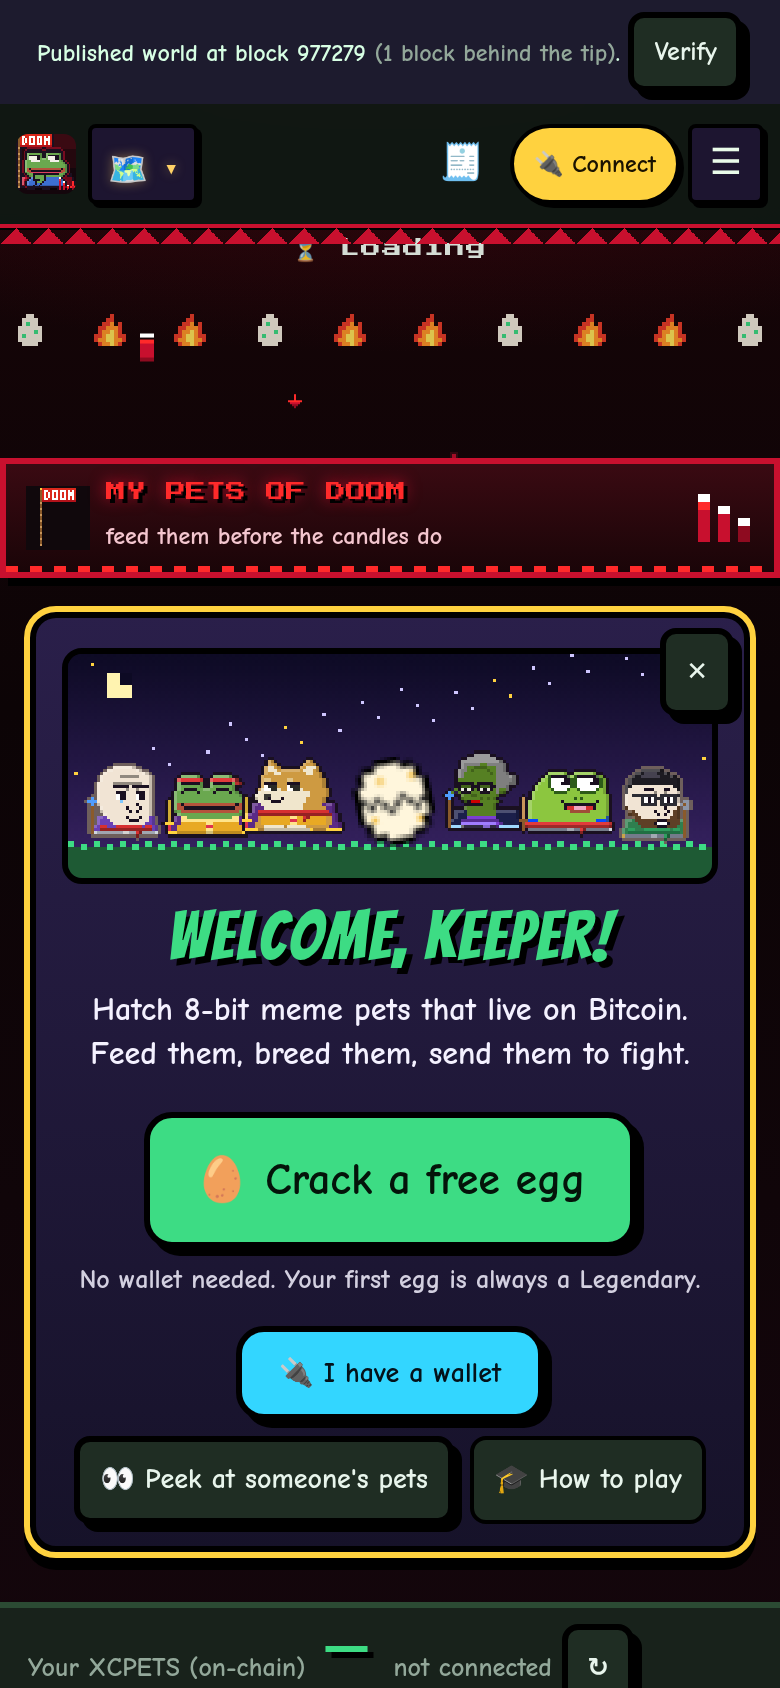 Published world at block 977279 (1 block behind the tip).
Verify
DOOM
Connect
Loading
DOOM
MY PETS OF DOOM
feed them before the candles do
×
WELCOME, KEEPER!
Hatch 8-bit meme pets that live on Bitcoin.
Feed them, breed them, send them to fight.
Crack a free egg
No wallet needed. Your first egg is always a Legendary.
I have a wallet
Peek at someone's pets
How to play
Your XCPETS (on-chain) — not connected